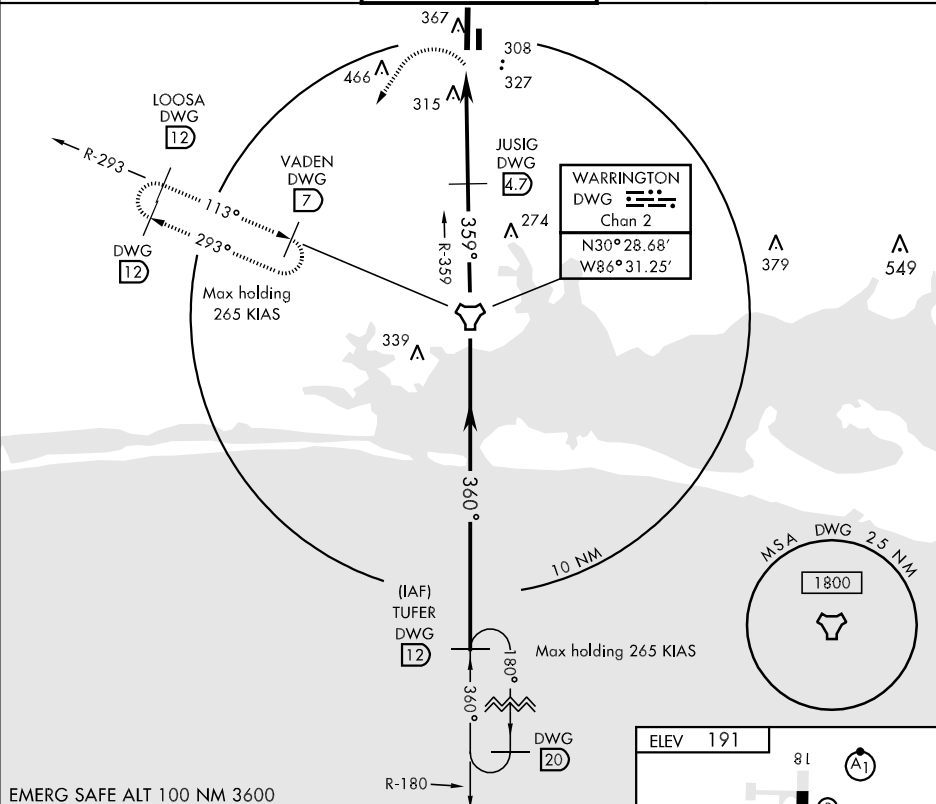 367
308
327
466
315
LOOSA
DWG
12
R-293
VADEN
DWG
7
113°
293°
DWG
12
Max holding
265 KIAS
JUSIG
DWG
4.7
359°
R-359
274
WARRINGTON
DWG
Chan 2
N30° 28.68'
W86° 31.25'
379
549
339
360°
10 NM
(IAF)
TUFER
DWG
12
Max holding 265 KIAS
180°
360°
DWG
20
R-180
MSA DWG 25 NM
1800
ELEV 191
18
A1
EMERG SAFE ALT 100 NM 3600